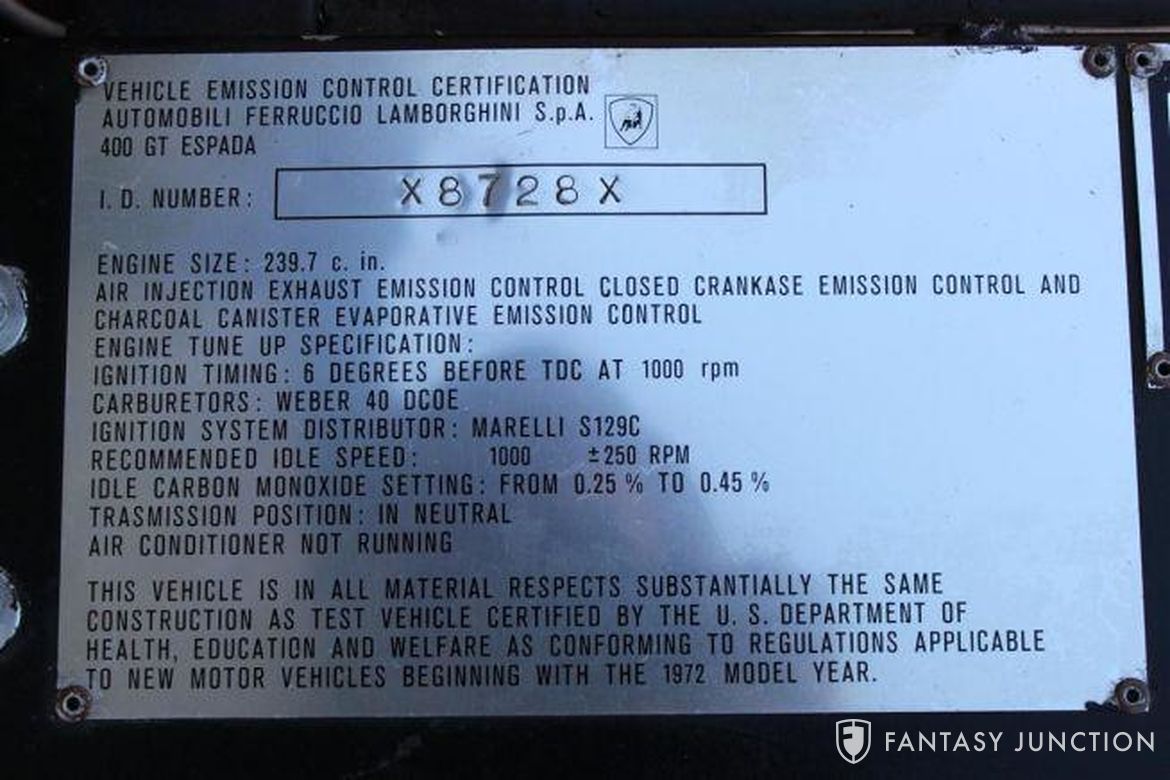 VEHICLE EMISSION CONTROL CERTIFICATION
AUTOMOBILI FERRUCCIO LAMBORGHINI S.p.A.
400 GT ESPADA
I. D. NUMBER: X8728X
ENGINE SIZE: 239.7 c. in.
AIR INJECTION EXHAUST EMISSION CONTROL CLOSED CRANKASE EMISSION CONTROL AND
CHARCOAL CANISTER EVAPORATIVE EMISSION CONTROL
ENGINE TUNE UP SPECIFICATION:
IGNITION TIMING: 6 DEGREES BEFORE TDC AT 1000 rpm
CARBURETORS: WEBER 40 DCOE
IGNITION SYSTEM DISTRIBUTOR: MARELLI S129C
RECOMMENDED IDLE SPEED: 1000 ±250 RPM
IDLE CARBON MONOXIDE SETTING: FROM 0.25 % TO 0.45 %
TRASMISSION POSITION: IN NEUTRAL
AIR CONDITIONER NOT RUNNING
THIS VEHICLE IS IN ALL MATERIAL RESPECTS SUBSTANTIALLY THE SAME
CONSTRUCTION AS TEST VEHICLE CERTIFIED BY THE U. S. DEPARTMENT OF
HEALTH, EDUCATION AND WELFARE AS CONFORMING TO REGULATIONS APPLICABLE
TO NEW MOTOR VEHICLES BEGINNING WITH THE 1972 MODEL YEAR.
FANTASY JUNCTION